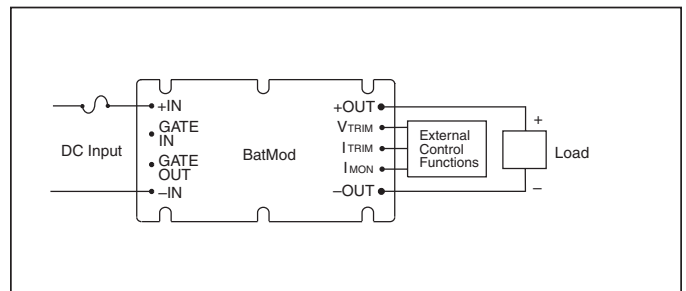 +IN
GATE
IN
GATE
OUT
–IN
DC Input
BatMod
+OUT
VTRIM
ITRIM
IMON
–OUT
External
Control
Functions
+
Load
–